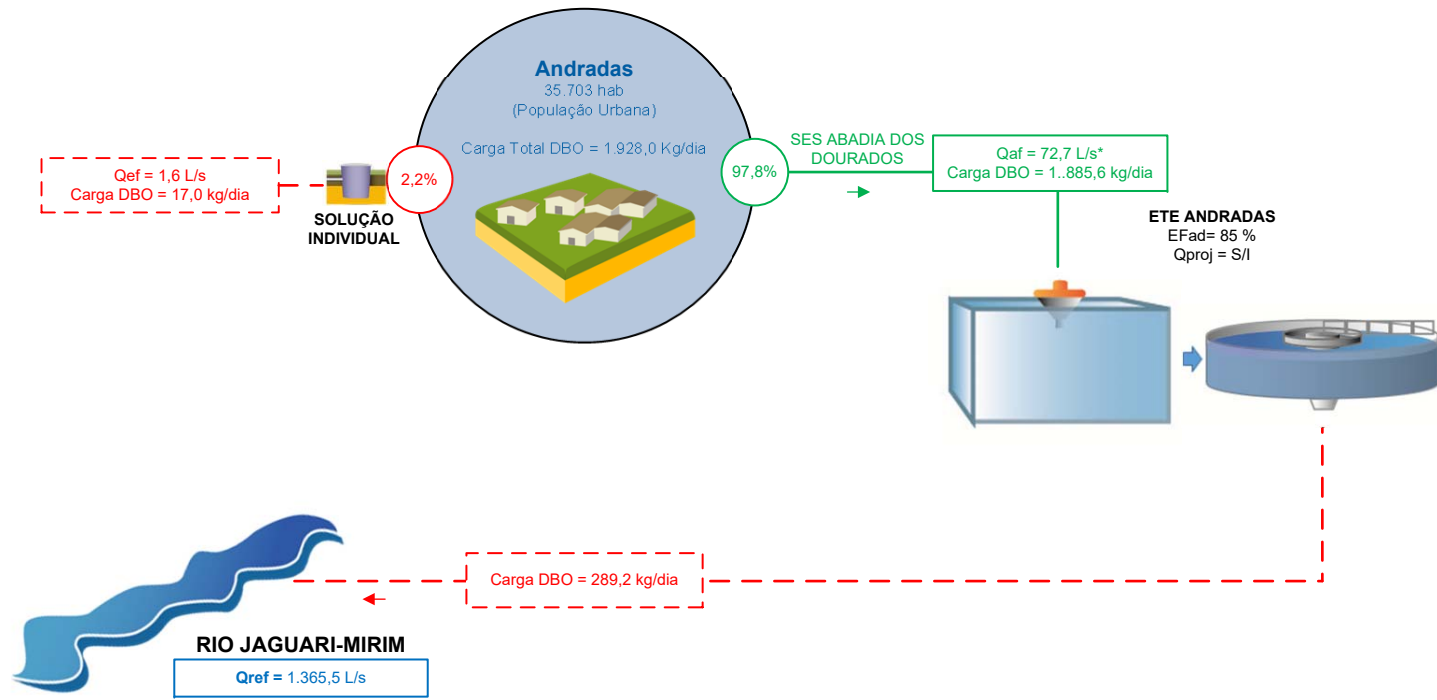 Andradas
35.703 hab
(População Urbana)
Carga Total DBO = 1.928,0 Kg/dia
Qef = 1,6 L/s
Carga DBO = 17,0 kg/dia
SOLUÇÃO
INDIVIDUAL
2,2%
97,8%
SES ABADIA DOS
DOURADOS
Qaf = 72,7 L/s*
Carga DBO = 1..885,6 kg/dia
ETE ANDRADAS
EFad= 85 %
Qproj = S/I
Carga DBO = 289,2 kg/dia
RIO JAGUARI-MIRIM
Qref = 1.365,5 L/s